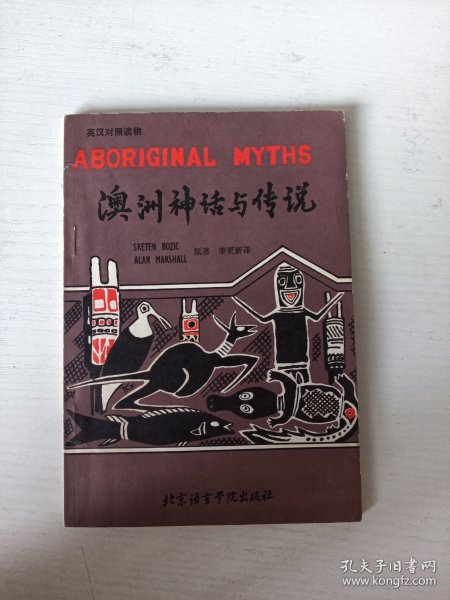 英汉对照读物
ABORIGINAL MYTHS
澳洲神话与传说
SRETEN BOZIC
ALAN MARSHALL 原著 李更新译
北京语言学院出版社
孔夫子旧书网
www.kongfz.com